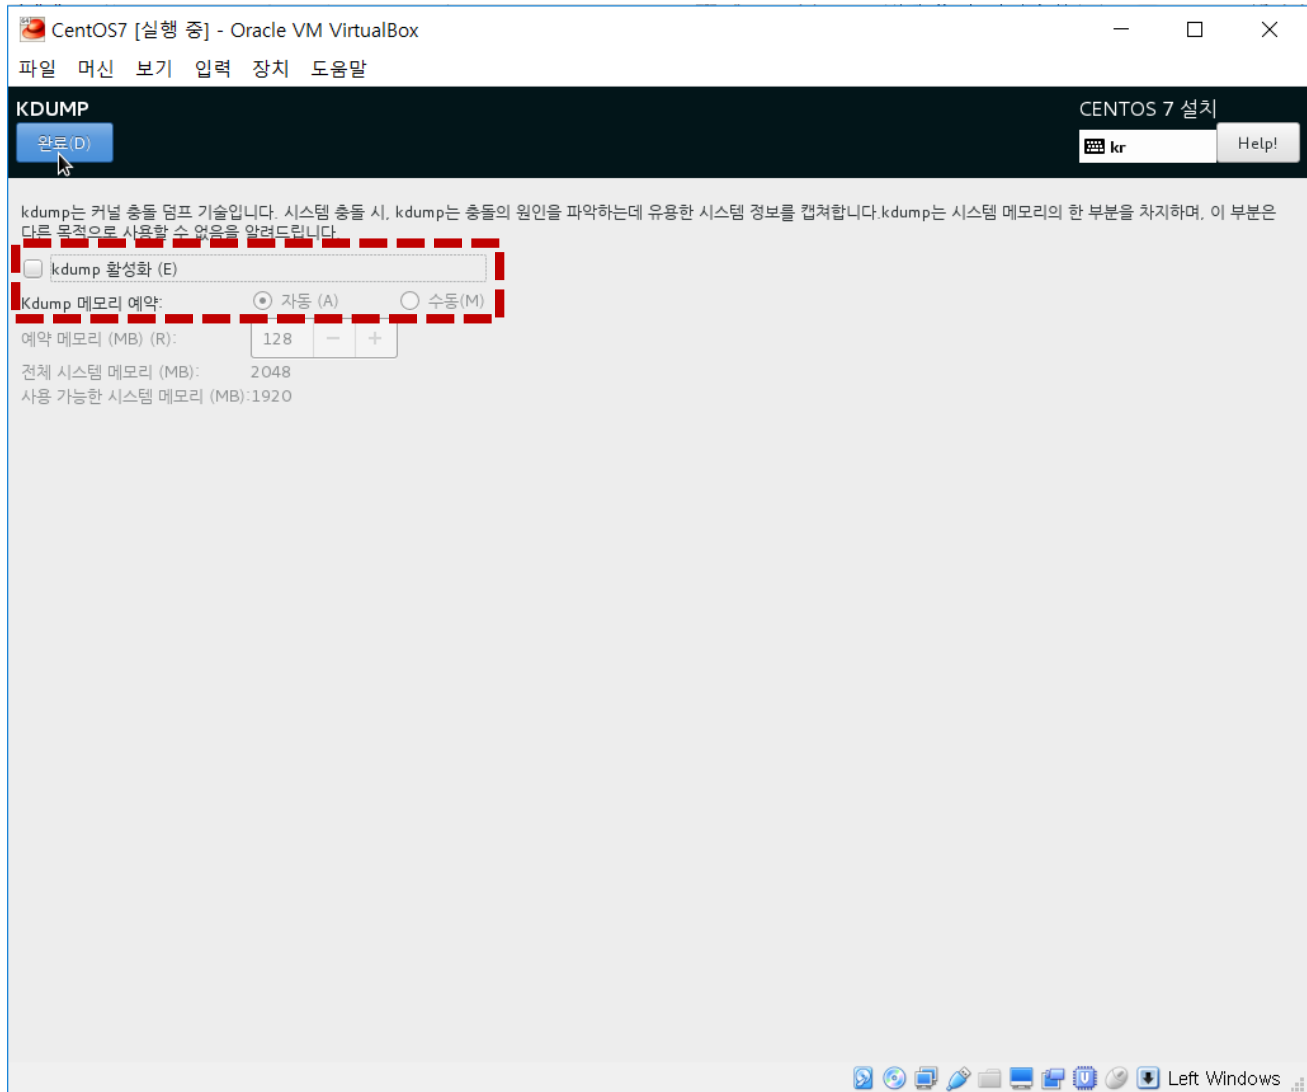 CentOS7 [실행 중] - Oracle VM VirtualBox
파일 머신 보기 입력 장치 도움말
KDUMP
CENTOS 7 설치
완료(D)
kr
Help!
kdump는 커널 충돌 덤프 기술입니다. 시스템 충돌 시, kdump는 충돌의 원인을 파악하는데 유용한 시스템 정보를 캡쳐합니다.kdump는 시스템 메모리의 한 부분을 차지하며, 이 부분은
다른 목적으로 사용할 수 없음을 알려드립니다.
kdump 활성화 (E)
Kdump 메모리 예약: 자동 (A) 수동(M)
예약 메모리 (MB) (R): 128 − +
전체 시스템 메모리 (MB): 2048
사용 가능한 시스템 메모리 (MB):1920
Left Windows